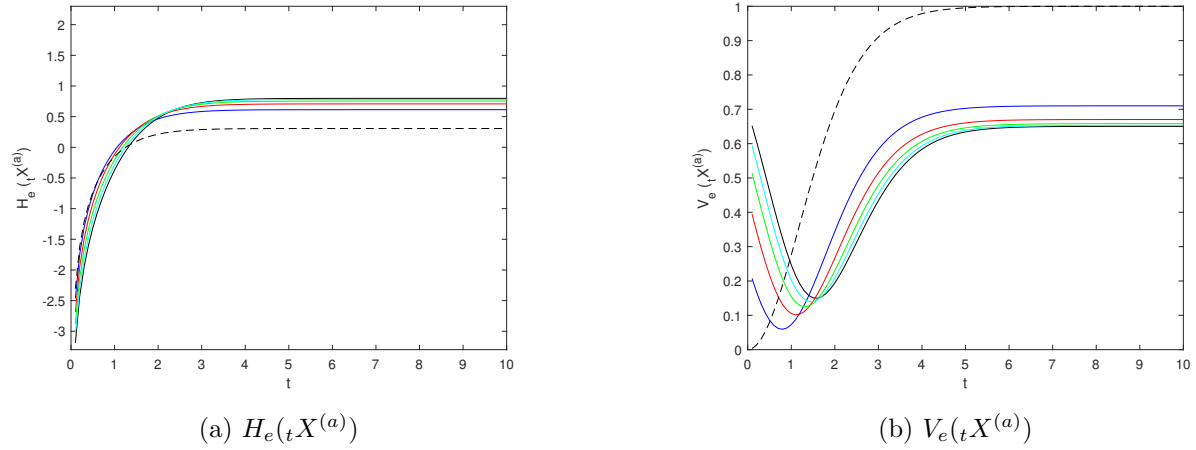 2
1.5
1
0.5
0
-0.5
-1
-1.5
-2
-2.5
-3
H_e (_tX^(a))
0 1 2 3 4 5 6 7 8 9 10
t
(a) H_e(_tX^(a))
1
0.9
0.8
0.7
0.6
0.5
0.4
0.3
0.2
0.1
0
V_e (_tX^(a))
0 1 2 3 4 5 6 7 8 9 10
t
(b) V_e(_tX^(a))